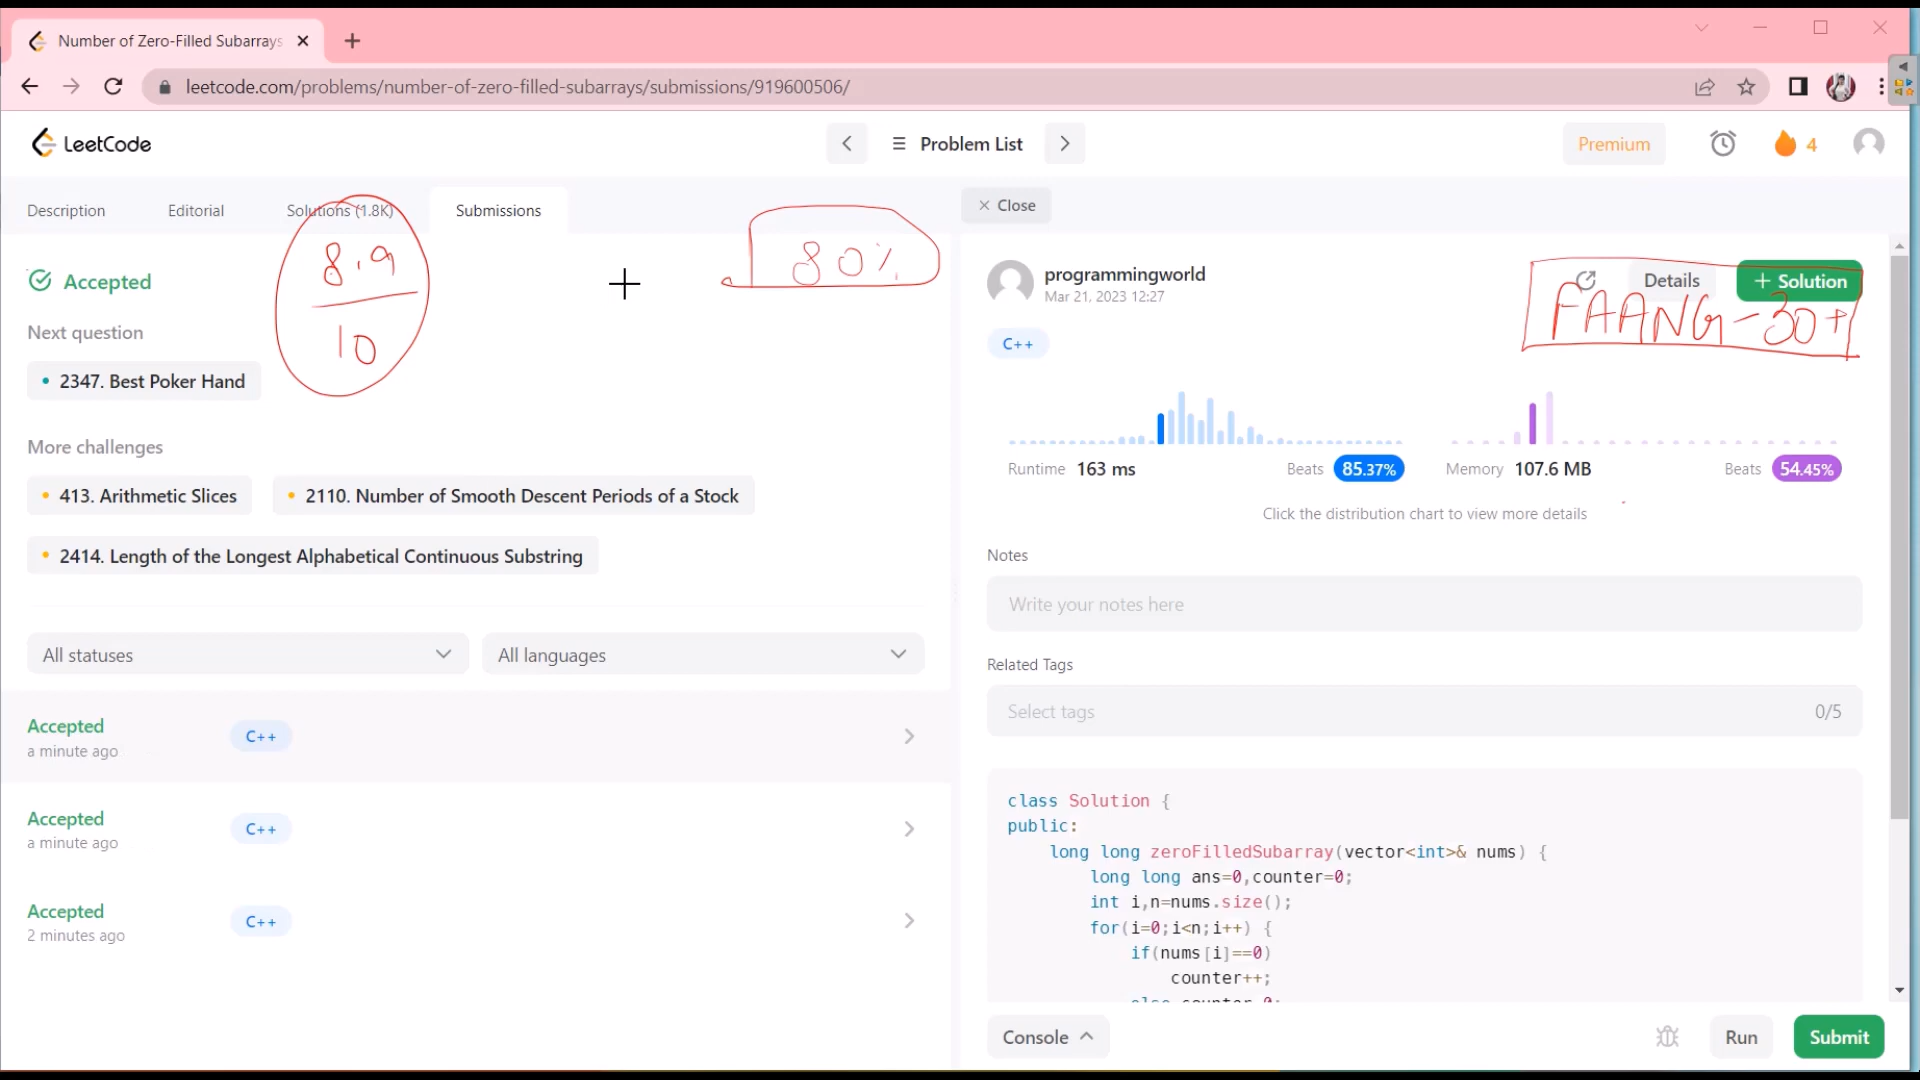 Number of Zero-Filled Subarrays
leetcode.com/problems/number-of-zero-filled-subarrays/submissions/919600506/
LeetCode
Problem List
Premium
4
Description
Editorial
Solutions (1.8K)
Submissions
Close
8.9
10
80%
Accepted
Next question
2347. Best Poker Hand
More challenges
413. Arithmetic Slices
2110. Number of Smooth Descent Periods of a Stock
2414. Length of the Longest Alphabetical Continuous Substring
All statuses
All languages
Accepted
a minute ago
C++
Accepted
a minute ago
C++
Accepted
2 minutes ago
C++
programmingworld
Mar 21, 2023 12:27
Details
+ Solution
FAANG-30+
C++
Runtime 163 ms
Beats 85.37%
Memory 107.6 MB
Beats 54.45%
Click the distribution chart to view more details
Notes
Write your notes here
Related Tags
Select tags
0/5
class Solution {
public:
long long zeroFilledSubarray(vector<int>& nums) {
long long ans=0,counter=0;
int i,n=nums.size();
for(i=0;i<n;i++) {
if(nums[i]==0)
counter++;
Console
Run
Submit